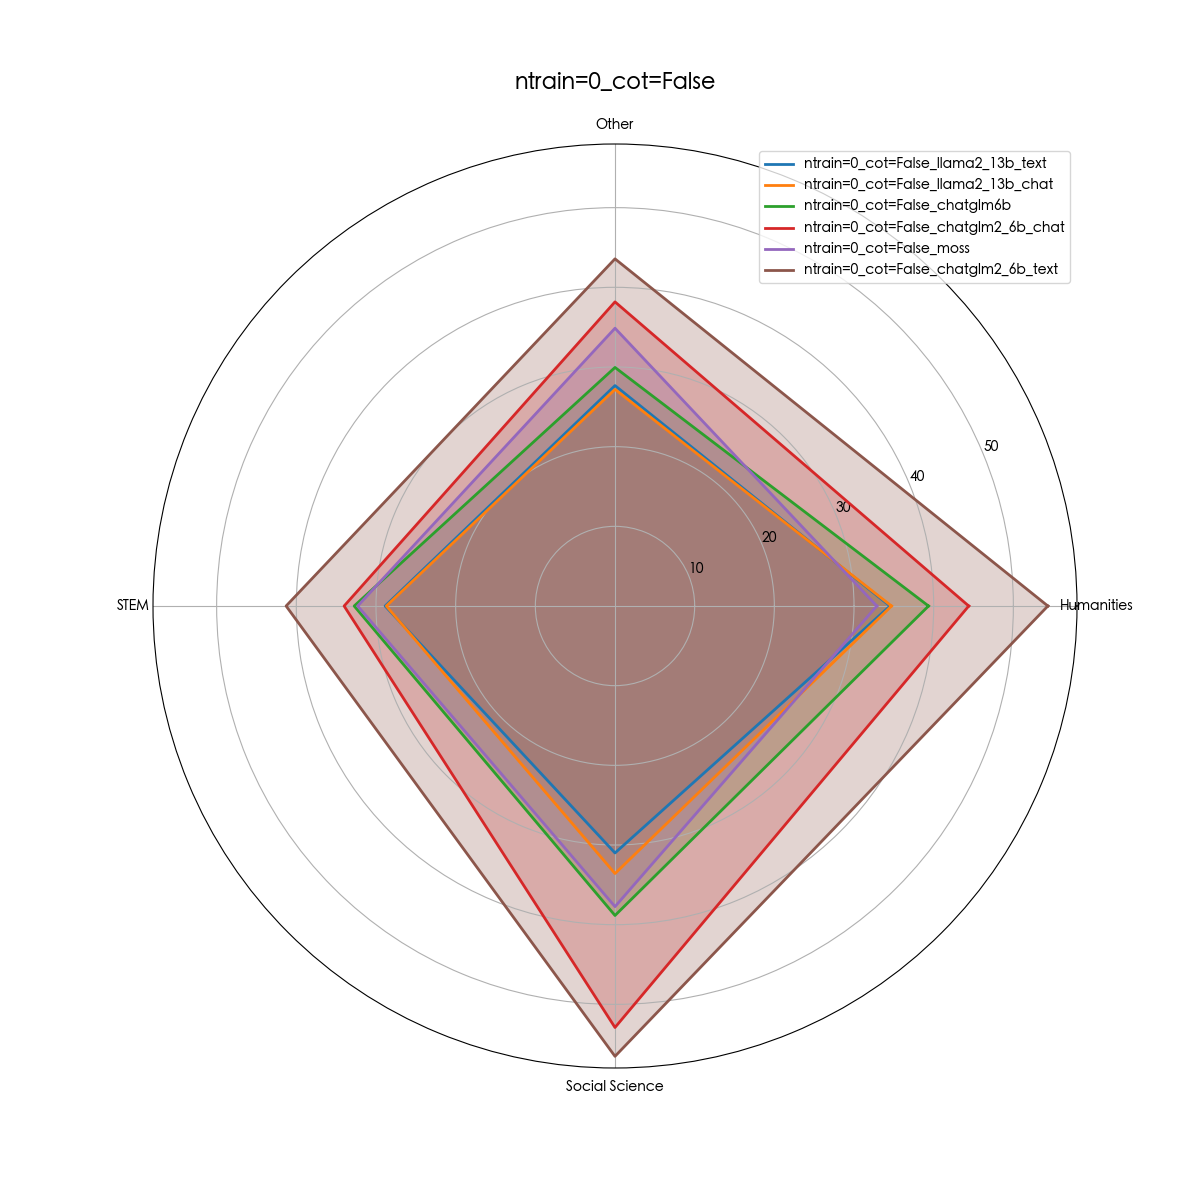 ntrain=0_cot=False
Other
ntrain=0_cot=False_llama2_13b_text
ntrain=0_cot=False_llama2_13b_chat
ntrain=0_cot=False_chatglm6b
ntrain=0_cot=False_chatglm2_6b_chat
ntrain=0_cot=False_moss
ntrain=0_cot=False_chatglm2_6b_text
50
40
30
20
10
STEM
Humanities
Social Science